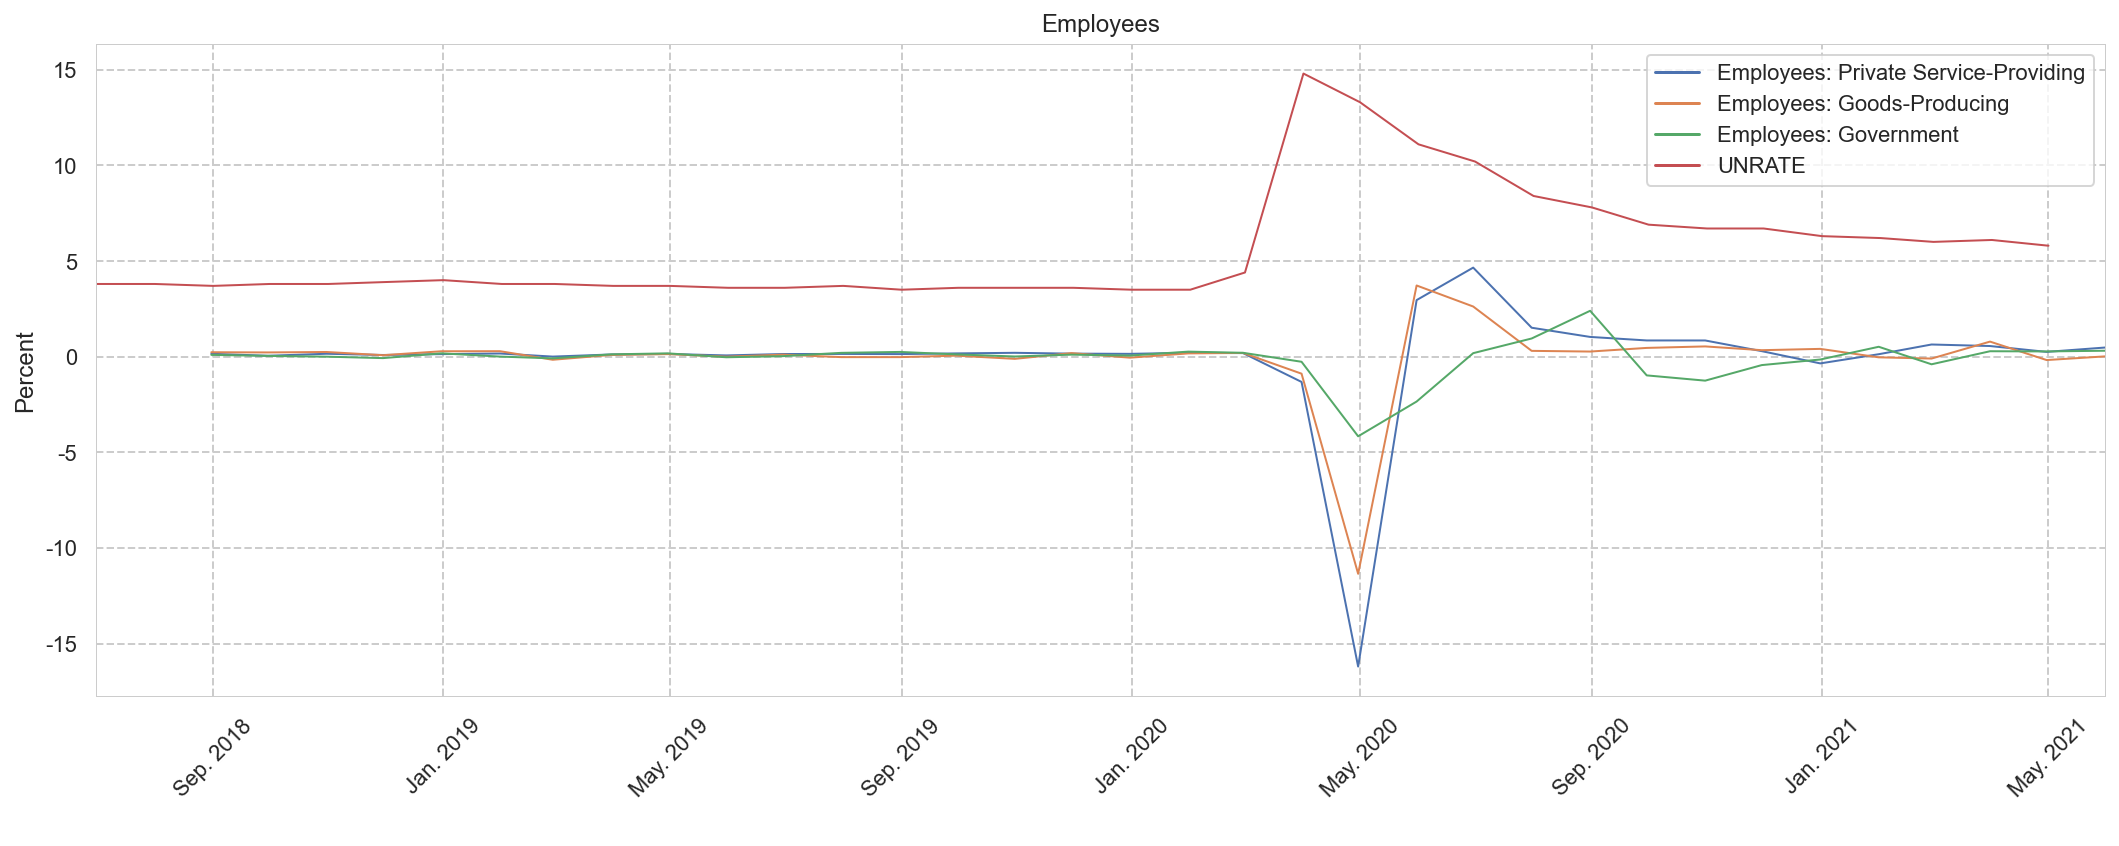 Employees
Percent
15
10
5
0
-5
-10
-15
Employees: Private Service-Providing
Employees: Goods-Producing
Employees: Government
UNRATE
Sep. 2018
Jan. 2019
May. 2019
Sep. 2019
Jan. 2020
May. 2020
Sep. 2020
Jan. 2021
May. 2021